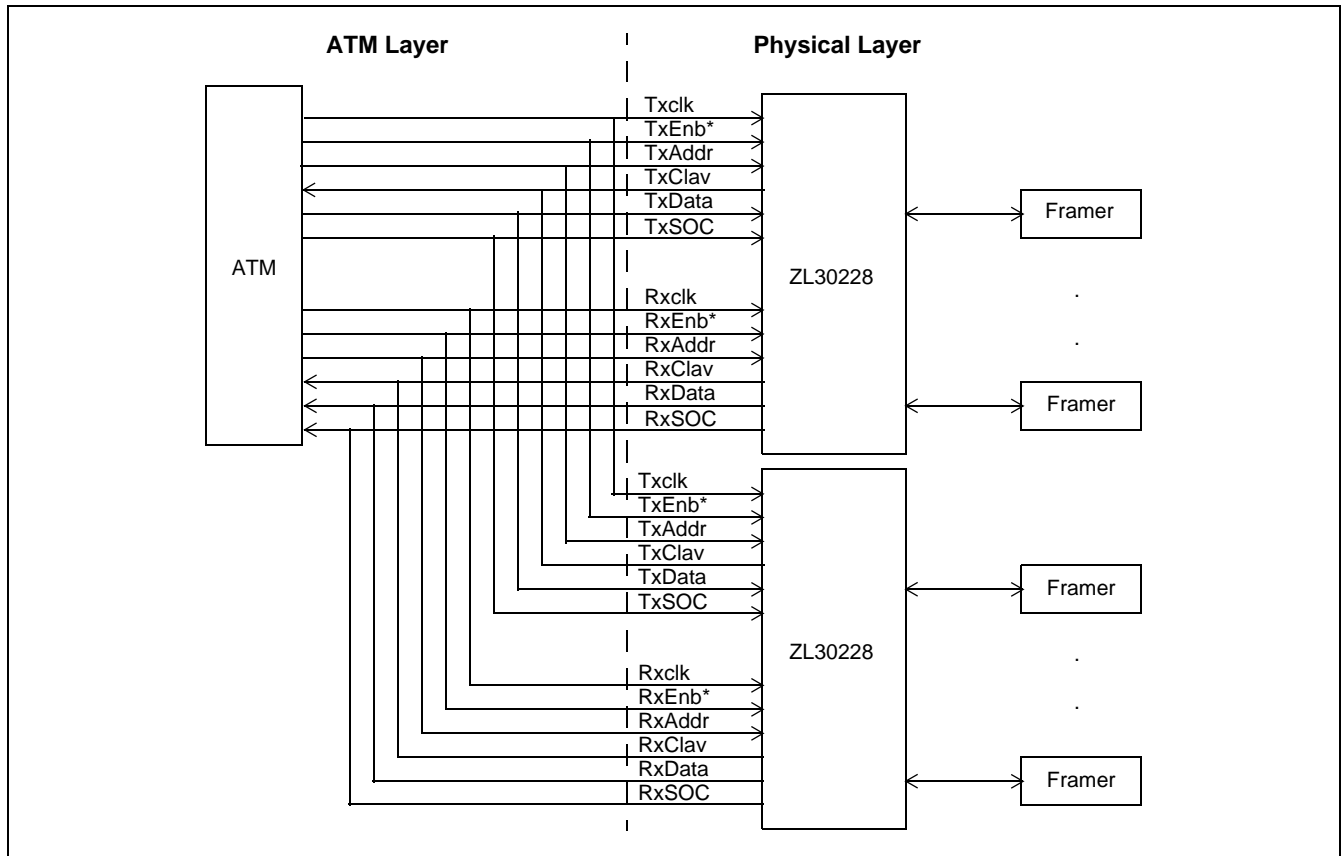 ATM Layer
Physical Layer
ATM
Txclk
TxEnb*
TxAddr
TxClav
TxData
TxSOC
Rxclk
RxEnb*
RxAddr
RxClav
RxData
RxSOC
ZL30228
Framer
.
.
Framer
Txclk
TxEnb*
TxAddr
TxClav
TxData
TxSOC
Rxclk
RxEnb*
RxAddr
RxClav
RxData
RxSOC
ZL30228
Framer
.
.
Framer